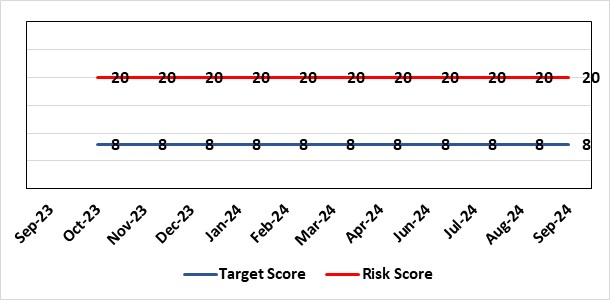 20 20 20 20 20 20 20 20 20 20 20
8 8 8 8 8 8 8 8 8 8 8
Sep-23 Oct-23 Nov-23 Dec-23 Jan-24 Feb-24 Mar-24 Apr-24 Jun-24 Jul-24 Aug-24 Sep-24
Target Score Risk Score